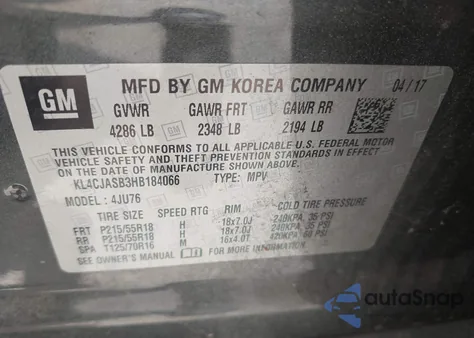 GM
MFD BY GM KOREA COMPANY 04/17
GVWR GAWR FRT GAWR RR
4286 LB 2348 LB 2194 LB
THIS VEHICLE CONFORMS TO ALL APPLICABLE U.S. FEDERAL MOTOR
VEHICLE SAFETY AND THEFT PREVENTION STANDARDS IN EFFECT ON
THE DATE OF MANUFACTURE SHOWN ABOVE.
KL4CJASB3HB184066 TYPE: MPV
MODEL : 4JU76
TIRE SIZE SPEED RTG RIM COLD TIRE PRESSURE
FRT P215/55R18 H 18x7.0J 240KPA, 35 PSI
RR P215/55R18 H 18x7.0J 240KPA, 35 PSI
SPA T125/70R16 M 16x4.0T 420KPA, 60 PSI
SEE OWNER'S MANUAL FOR MORE INFORMATION
autoSnap